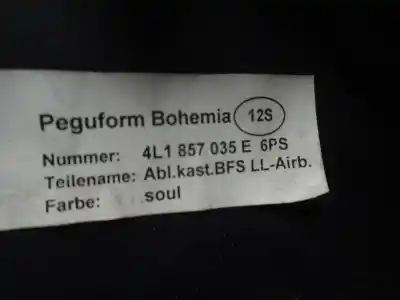 Peguform Bohemia 12S
Nummer: 4L1 857 035 E 6PS
Teilename: Abl.kast.BFS LL-Airb.
Farbe: soul